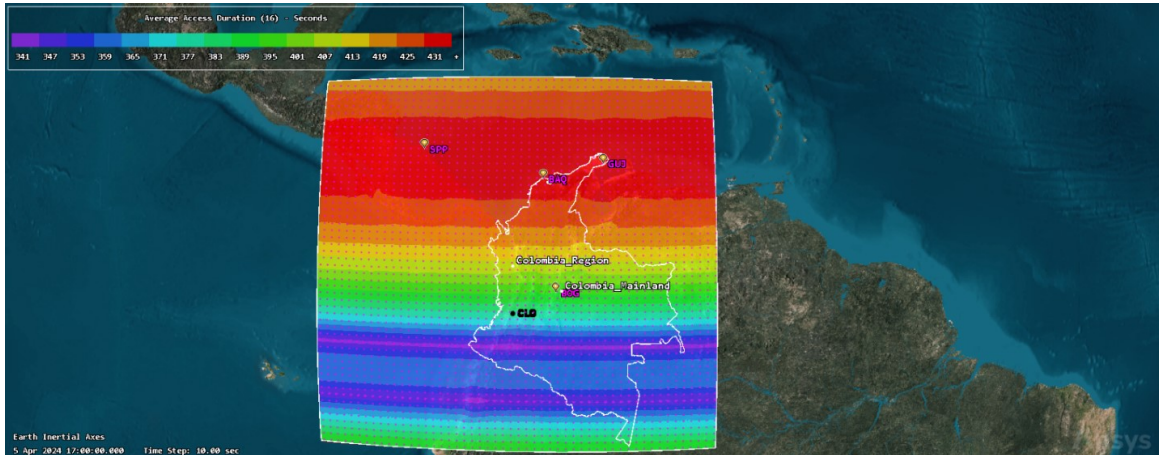 Average Access Duration (16) - Seconds
341 347 353 359 365 371 377 383 389 395 401 407 413 419 425 431 +
SPP
GUJ
BAQ
Colombia_Region
Colombia_Mainland
CLO
Earth Inertial Axes
5 Apr 2024 17:00:00.000 Time Step: 10.00 sec